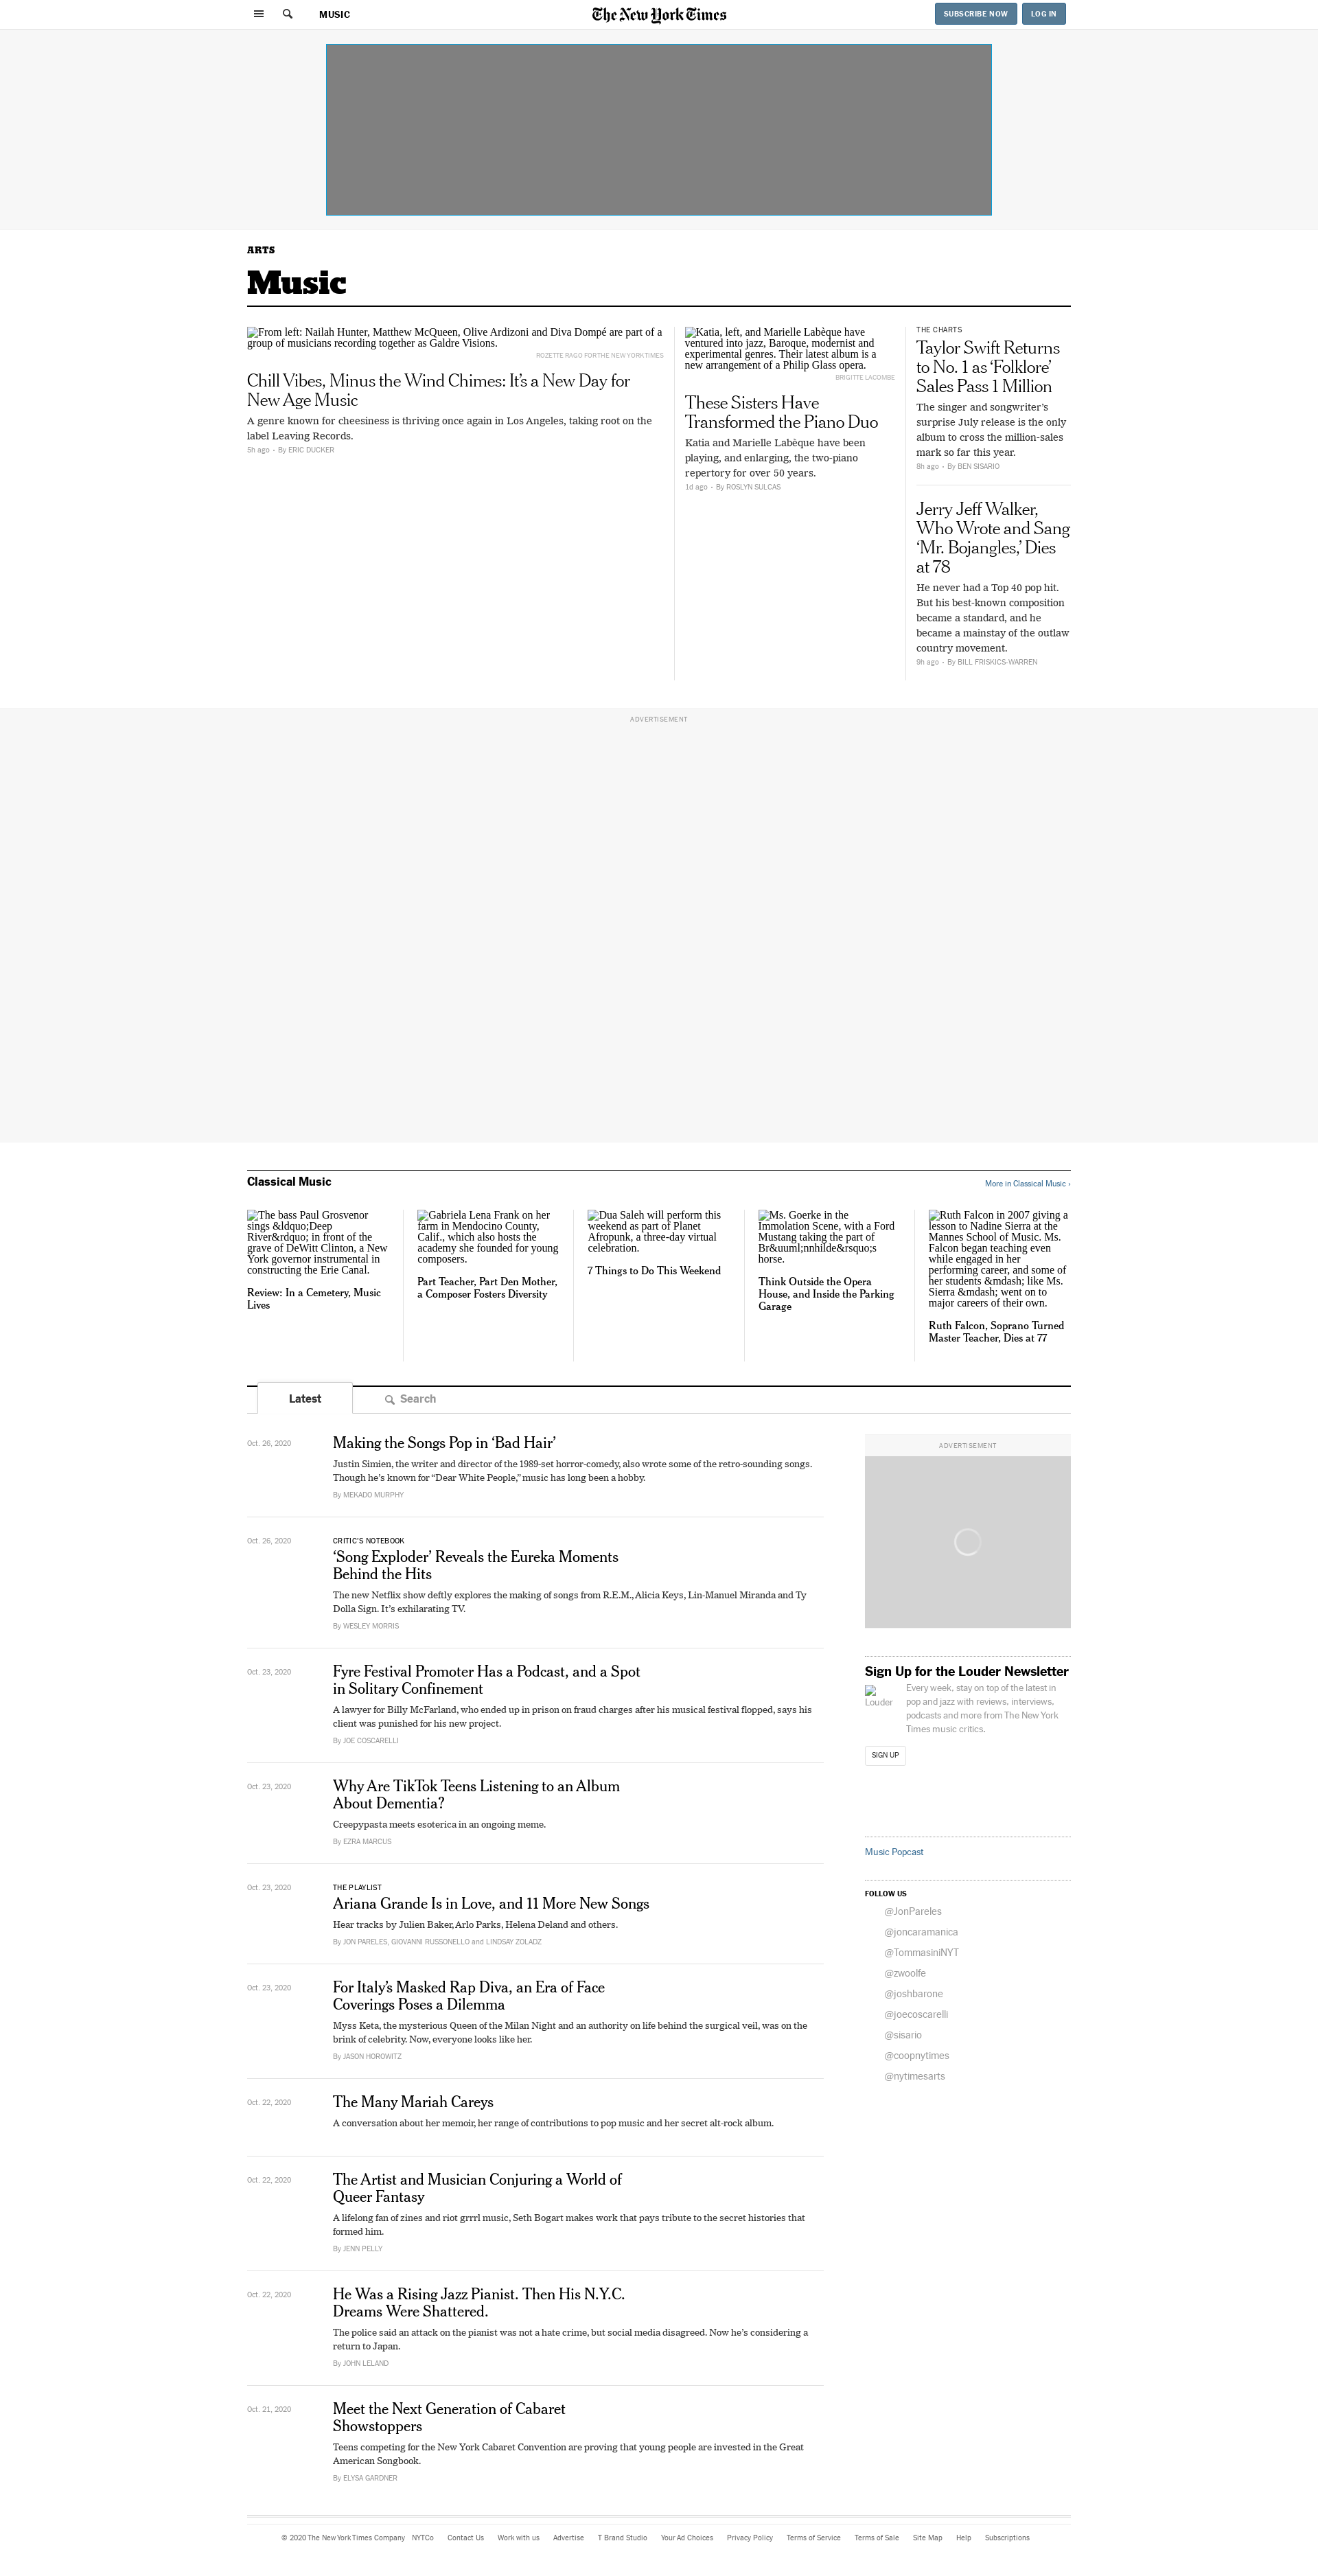 MUSIC
The New York Times
SUBSCRIBE NOW
LOG IN
ARTS
Music
From left: Nailah Hunter, Matthew McQueen, Olive Ardizoni and Diva Dompé are part of a
group of musicians recording together as Galdre Visions.
ROZETTE RAGO FOR THE NEW YORK TIMES
Chill Vibes, Minus the Wind Chimes: It’s a New Day for
New Age Music
A genre known for cheesiness is thriving once again in Los Angeles, taking root on the
label Leaving Records.
5h ago • By ERIC DUCKER
Katia, left, and Marielle Labèque have
ventured into jazz, Baroque, modernist and
experimental genres. Their latest album is a
new arrangement of a Philip Glass opera.
BRIGITTE LACOMBE
These Sisters Have
Transformed the Piano Duo
Katia and Marielle Labèque have been
playing, and enlarging, the two-piano
repertory for over 50 years.
1d ago • By ROSLYN SULCAS
THE CHARTS
Taylor Swift Returns
to No. 1 as ‘Folklore’
Sales Pass 1 Million
The singer and songwriter’s
surprise July release is the only
album to cross the million-sales
mark so far this year.
8h ago • By BEN SISARIO
Jerry Jeff Walker,
Who Wrote and Sang
‘Mr. Bojangles,’ Dies
at 78
He never had a Top 40 pop hit.
But his best-known composition
became a standard, and he
became a mainstay of the outlaw
country movement.
9h ago • By BILL FRISKICS-WARREN
ADVERTISEMENT
Classical Music
More in Classical Music ›
The bass Paul Grosvenor
sings &ldquo;Deep
River&rdquo; in front of the
grave of DeWitt Clinton, a New
York governor instrumental in
constructing the Erie Canal.
Review: In a Cemetery, Music
Lives
Gabriela Lena Frank on her
farm in Mendocino County,
Calif., which also hosts the
academy she founded for young
composers.
Part Teacher, Part Den Mother,
a Composer Fosters Diversity
Dua Saleh will perform this
weekend as part of Planet
Afropunk, a three-day virtual
celebration.
7 Things to Do This Weekend
Ms. Goerke in the
Immolation Scene, with a Ford
Mustang taking the part of
Br&uuml;nnhilde&rsquo;s
horse.
Think Outside the Opera
House, and Inside the Parking
Garage
Ruth Falcon in 2007 giving a
lesson to Nadine Sierra at the
Mannes School of Music. Ms.
Falcon began teaching even
while engaged in her
performing career, and some of
her students &mdash; like Ms.
Sierra &mdash; went on to
major careers of their own.
Ruth Falcon, Soprano Turned
Master Teacher, Dies at 77
Latest
Search
Oct. 26, 2020
Making the Songs Pop in ‘Bad Hair’
Justin Simien, the writer and director of the 1989-set horror-comedy, also wrote some of the retro-sounding songs.
Though he’s known for “Dear White People,” music has long been a hobby.
By MEKADO MURPHY
Oct. 26, 2020
CRITIC’S NOTEBOOK
‘Song Exploder’ Reveals the Eureka Moments
Behind the Hits
The new Netflix show deftly explores the making of songs from R.E.M., Alicia Keys, Lin-Manuel Miranda and Ty
Dolla Sign. It’s exhilarating TV.
By WESLEY MORRIS
Oct. 23, 2020
Fyre Festival Promoter Has a Podcast, and a Spot
in Solitary Confinement
A lawyer for Billy McFarland, who ended up in prison on fraud charges after his musical festival flopped, says his
client was punished for his new project.
By JOE COSCARELLI
Oct. 23, 2020
Why Are TikTok Teens Listening to an Album
About Dementia?
Creepypasta meets esoterica in an ongoing meme.
By EZRA MARCUS
Oct. 23, 2020
THE PLAYLIST
Ariana Grande Is in Love, and 11 More New Songs
Hear tracks by Julien Baker, Arlo Parks, Helena Deland and others.
By JON PARELES, GIOVANNI RUSSONELLO and LINDSAY ZOLADZ
Oct. 23, 2020
For Italy’s Masked Rap Diva, an Era of Face
Coverings Poses a Dilemma
Myss Keta, the mysterious Queen of the Milan Night and an authority on life behind the surgical veil, was on the
brink of celebrity. Now, everyone looks like her.
By JASON HOROWITZ
Oct. 22, 2020
The Many Mariah Careys
A conversation about her memoir, her range of contributions to pop music and her secret alt-rock album.
Oct. 22, 2020
The Artist and Musician Conjuring a World of
Queer Fantasy
A lifelong fan of zines and riot grrrl music, Seth Bogart makes work that pays tribute to the secret histories that
formed him.
By JENN PELLY
Oct. 22, 2020
He Was a Rising Jazz Pianist. Then His N.Y.C.
Dreams Were Shattered.
The police said an attack on the pianist was not a hate crime, but social media disagreed. Now he’s considering a
return to Japan.
By JOHN LELAND
Oct. 21, 2020
Meet the Next Generation of Cabaret
Showstoppers
Teens competing for the New York Cabaret Convention are proving that young people are invested in the Great
American Songbook.
By ELYSA GARDNER
ADVERTISEMENT
Sign Up for the Louder Newsletter
Louder
Every week, stay on top of the latest in
pop and jazz with reviews, interviews,
podcasts and more from The New York
Times music critics.
SIGN UP
Music Popcast
FOLLOW US
@JonPareles
@joncaramanica
@TommasiniNYT
@zwoolfe
@joshbarone
@joecoscarelli
@sisario
@coopnytimes
@nytimesarts
© 2020 The New York Times Company NYTCo Contact Us Work with us Advertise T Brand Studio Your Ad Choices Privacy Policy Terms of Service Terms of Sale Site Map Help Subscriptions